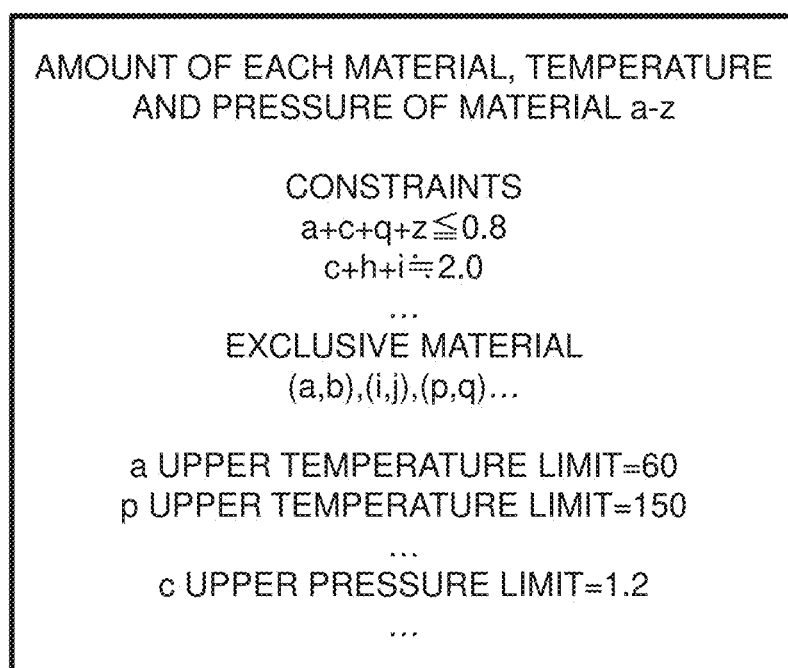 AMOUNT OF EACH MATERIAL, TEMPERATURE
AND PRESSURE OF MATERIAL a-z
CONSTRAINTS
a+c+q+z≦0.8
c+h+i≒2.0
...
EXCLUSIVE MATERIAL
(a,b),(i,j),(p,q)...
a UPPER TEMPERATURE LIMIT=60
p UPPER TEMPERATURE LIMIT=150
...
c UPPER PRESSURE LIMIT=1.2
...